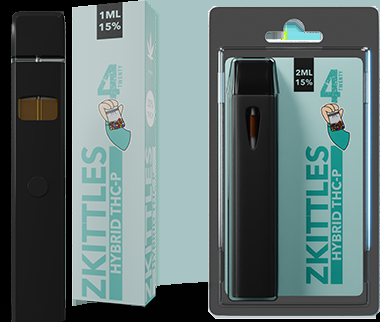 1ML
15%
4
TWENTY
ZKITTLES
HYBRID THC-P
2ML
15%
4
TWENTY
ZKITTLES
HYBRID THC-P